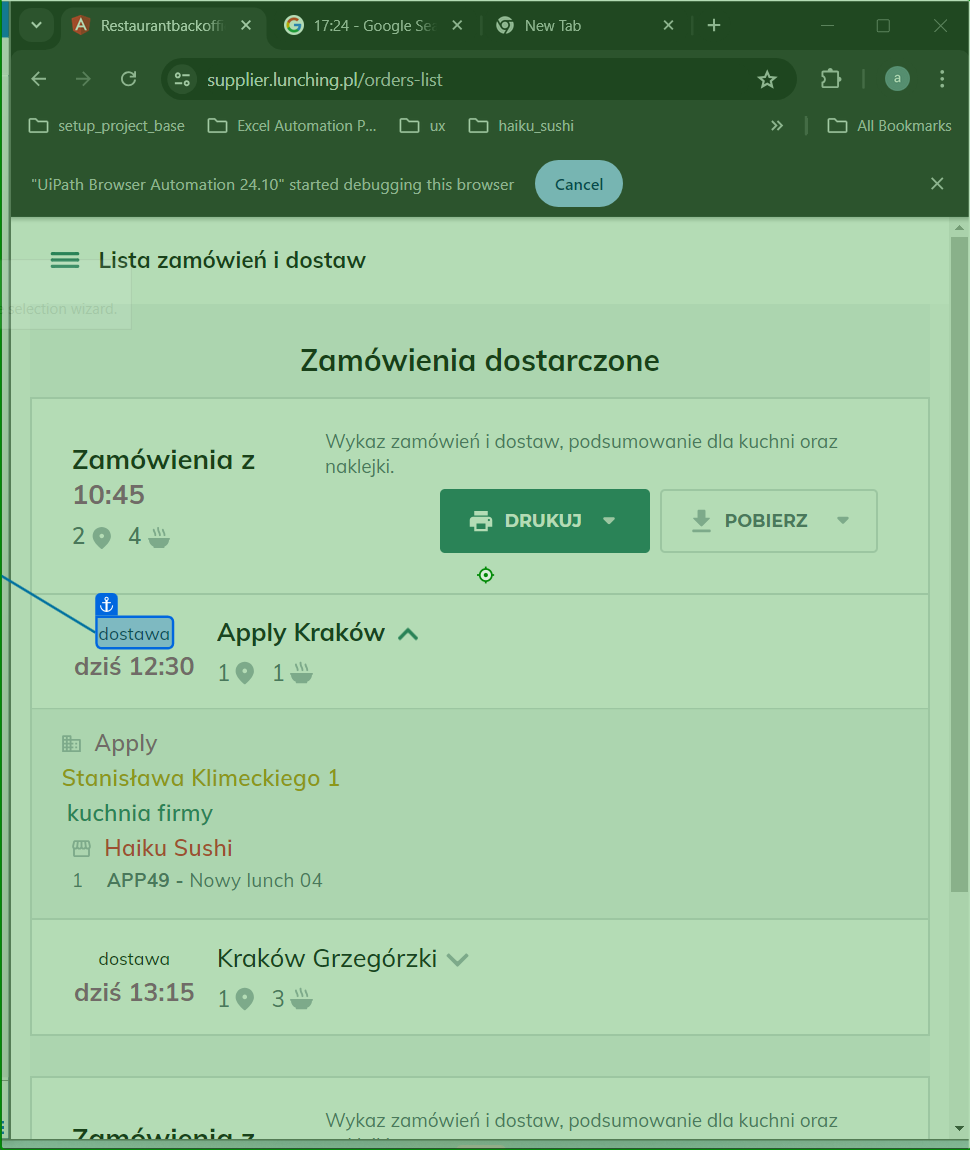 Restaurantbackoffi
17:24 - Google Sea
New Tab
supplier.lunching.pl/orders-list
a
setup_project_base
Excel Automation P...
ux
haiku_sushi
All Bookmarks
"UiPath Browser Automation 24.10" started debugging this browser
Cancel
Lista zamówień i dostaw
selection wizard.
Zamówienia dostarczone
Zamówienia z
10:45
Wykaz zamówień i dostaw, podsumowanie dla kuchni oraz
naklejki.
2 4
DRUKUJ
POBIERZ
dostawa
dziś 12:30
Apply Kraków
1 1
Apply
Stanisława Klimeckiego 1
kuchnia firmy
Haiku Sushi
1 APP49 - Nowy lunch 04
dostawa
dziś 13:15
Kraków Grzegórzki
1 3
Zamówienia z
Wykaz zamówień i dostaw, podsumowanie dla kuchni oraz